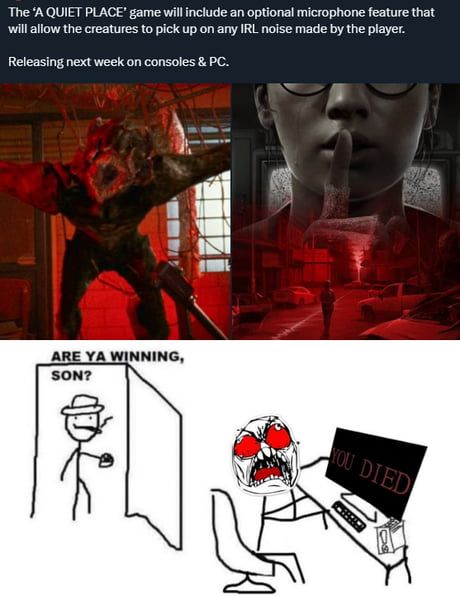 The ‘A QUIET PLACE’ game will include an optional microphone feature that
will allow the creatures to pick up on any IRL noise made by the player.
Releasing next week on consoles & PC.
ARE YA WINNING,
SON?
YOU DIED